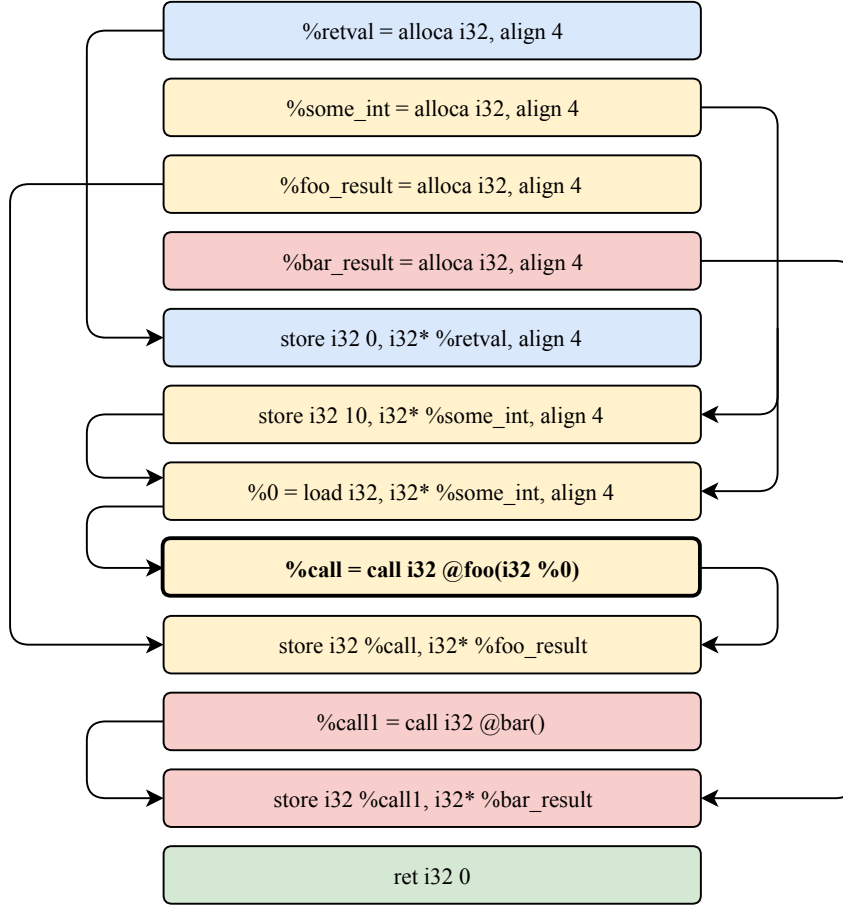 %retval = alloca i32, align 4
%some_int = alloca i32, align 4
%foo_result = alloca i32, align 4
%bar_result = alloca i32, align 4
store i32 0, i32* %retval, align 4
store i32 10, i32* %some_int, align 4
%0 = load i32, i32* %some_int, align 4
%call = call i32 @foo(i32 %0)
store i32 %call, i32* %foo_result
%call1 = call i32 @bar()
store i32 %call1, i32* %bar_result
ret i32 0